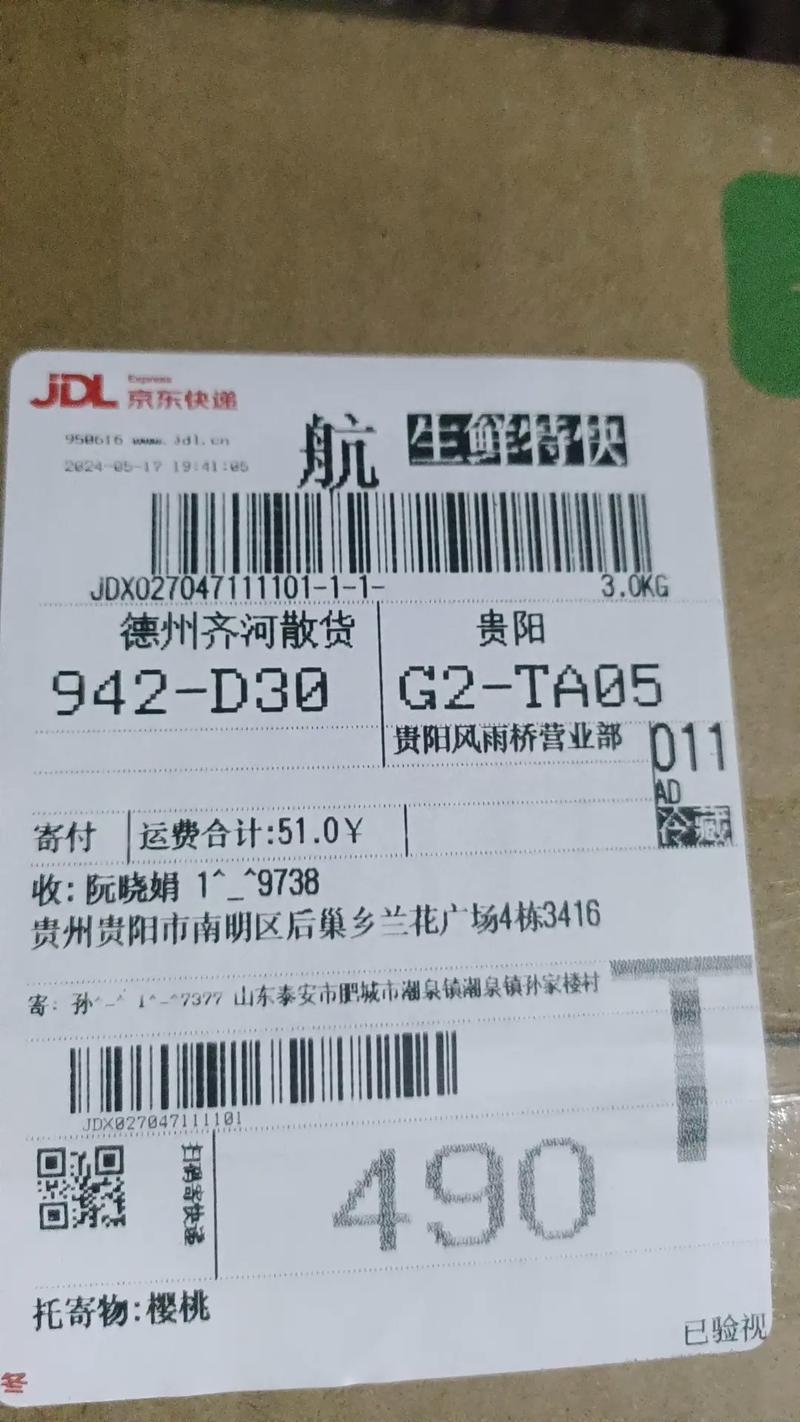 JDL Express 京东快递
950616 www.jdl.cn
2024-05-17 19:41:05
航 生鲜特快
JDX027047111101-1-1- 3.0KG
德州齐河散货 贵阳
942-D30 G2-TA05
贵阳风雨桥营业部 011
AD
冷藏
寄付 运费合计:51.0¥
收: 阮晓娟 1^_^9738
贵州贵阳市南明区后巢乡兰花广场4栋3416
寄: 孙^_^ 1^_^7377 山东泰安市肥城市潮泉镇潮泉镇孙家楼村
T
JDX027047111101
扫码寄快递
490
托寄物:樱桃
已验视